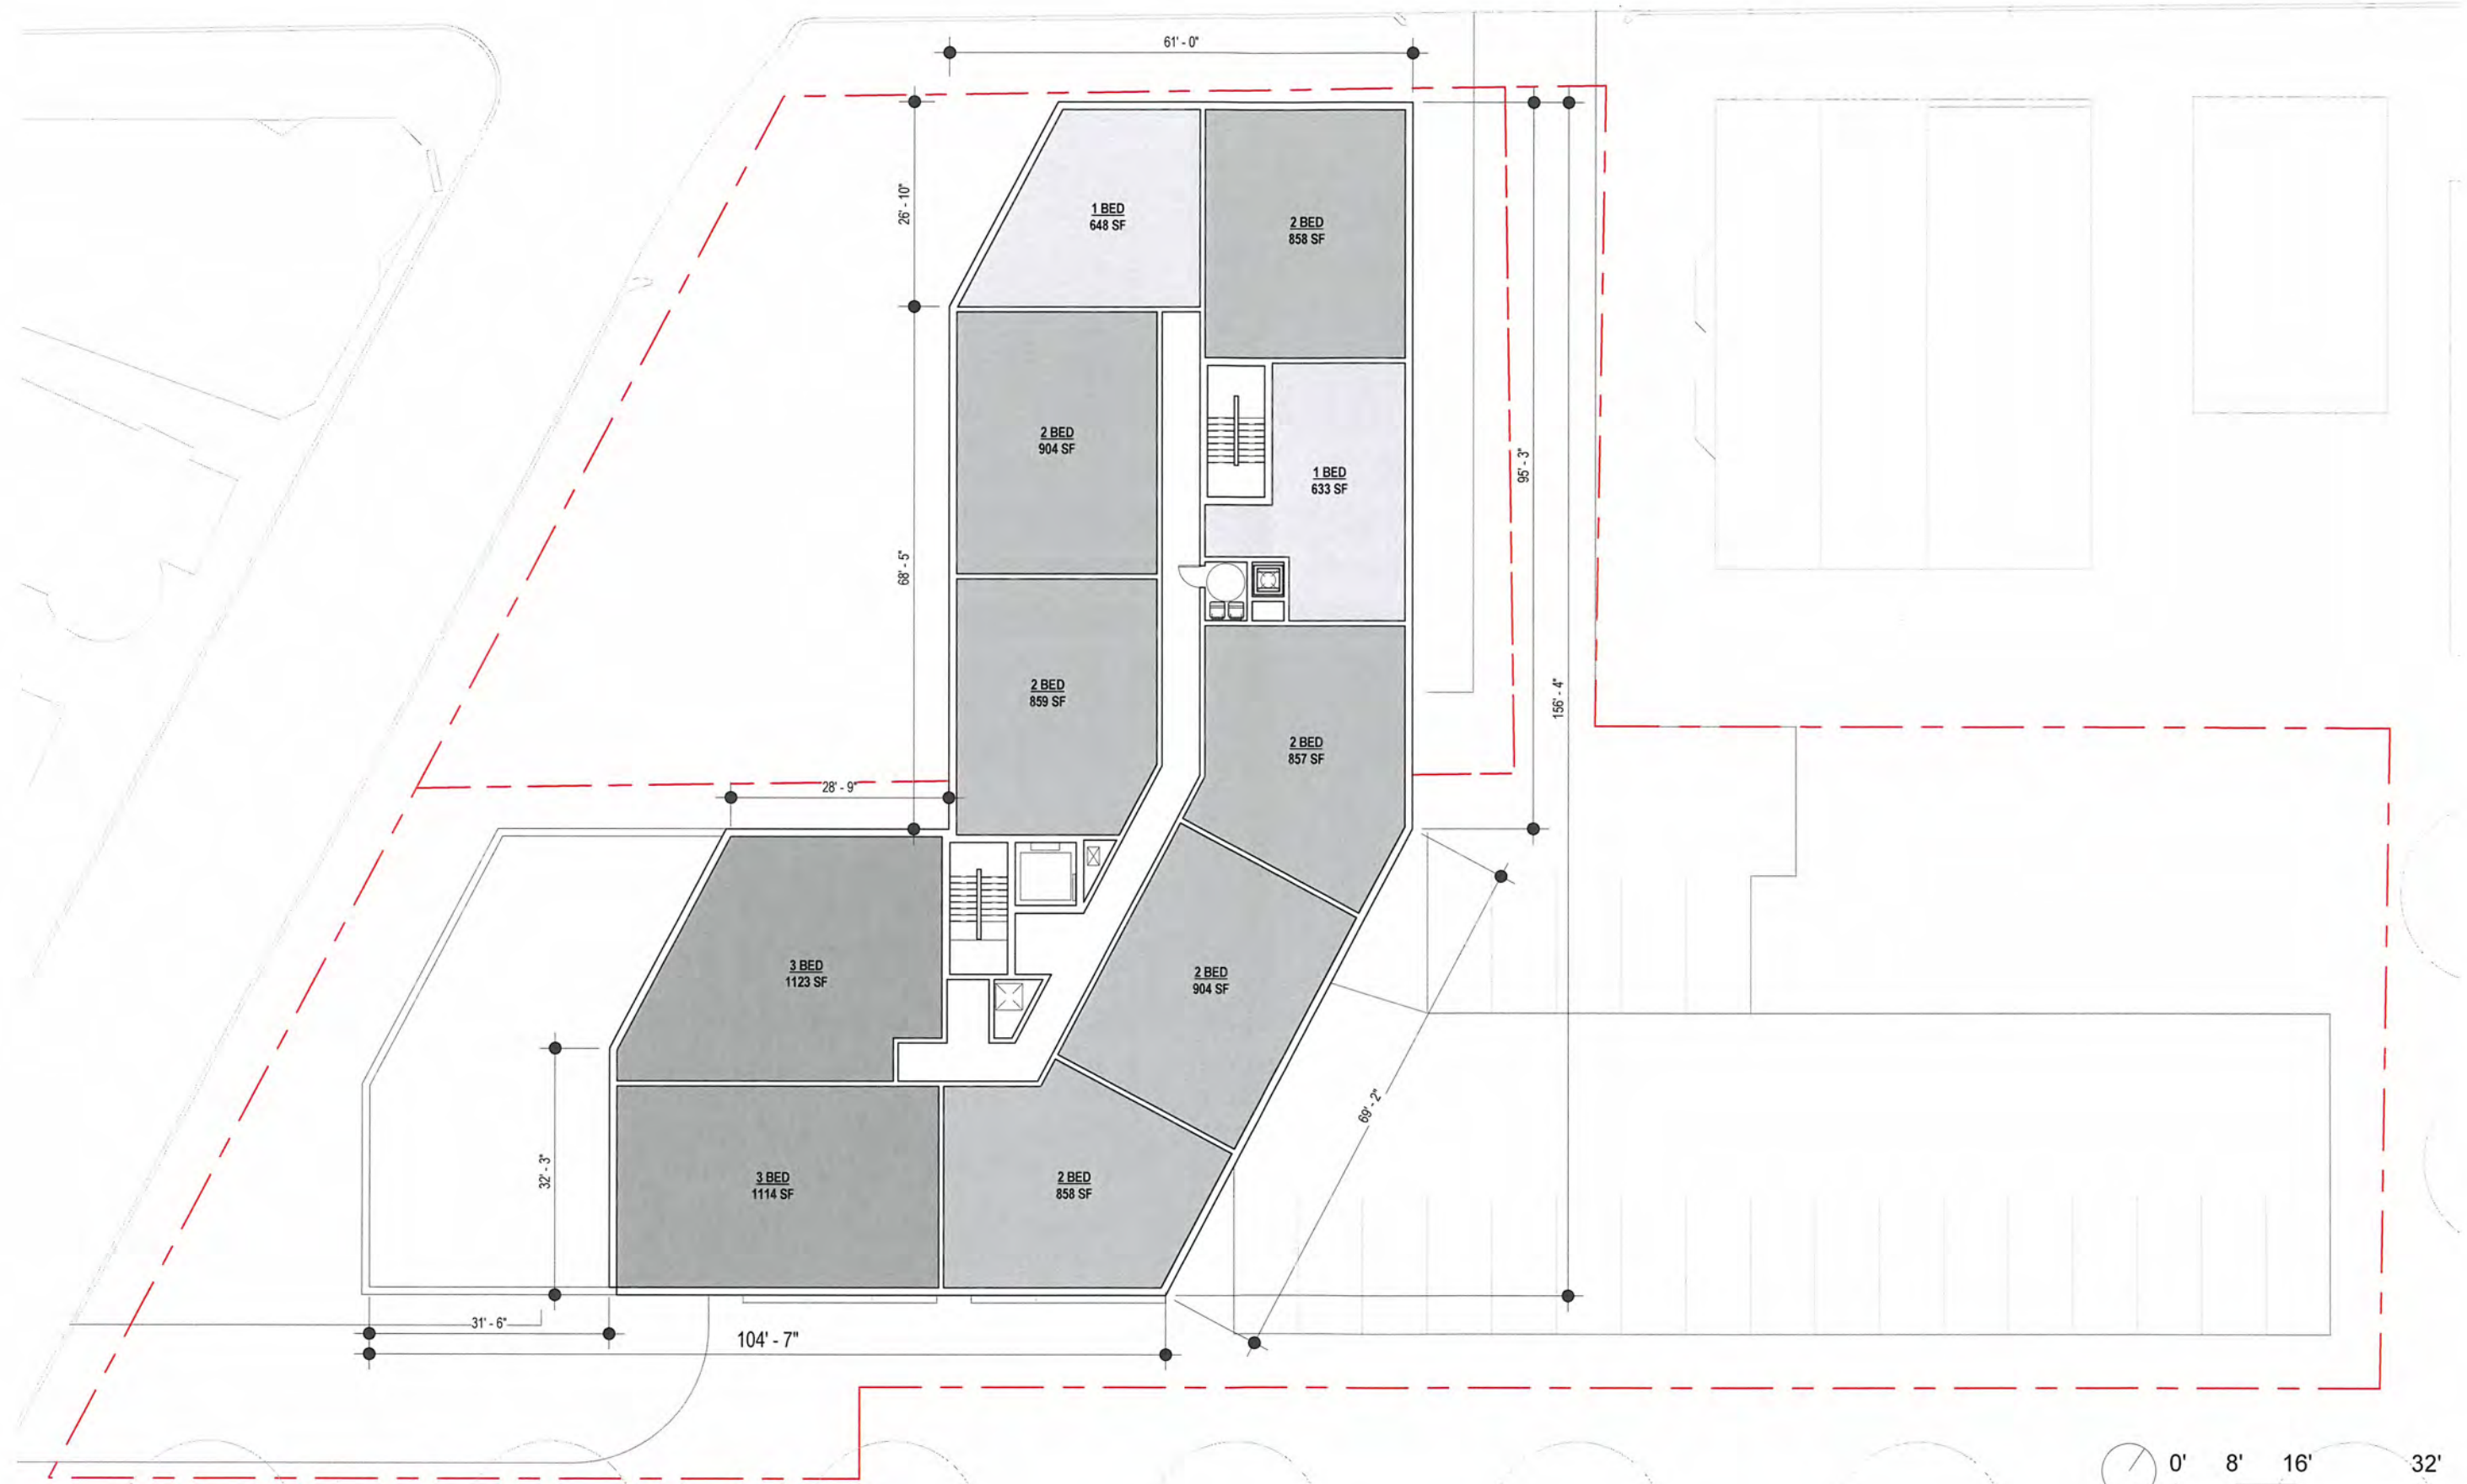 61' - 0"
26' - 10"
1 BED
648 SF
2 BED
858 SF
2 BED
904 SF
1 BED
633 SF
95' - 3"
68' - 5"
2 BED
859 SF
156' - 4"
2 BED
857 SF
28' - 9"
3 BED
1123 SF
2 BED
904 SF
69' - 2"
32' - 3"
3 BED
1114 SF
2 BED
858 SF
31' - 6"
104' - 7"
0' 8' 16' 32'